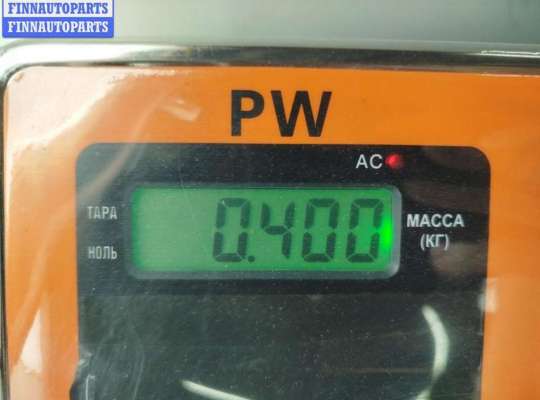 FINNAUTOPARTS
FINNAUTOPARTS
PW
AC
ТАРА
НОЛЬ
0.400
МАССА
(КГ)